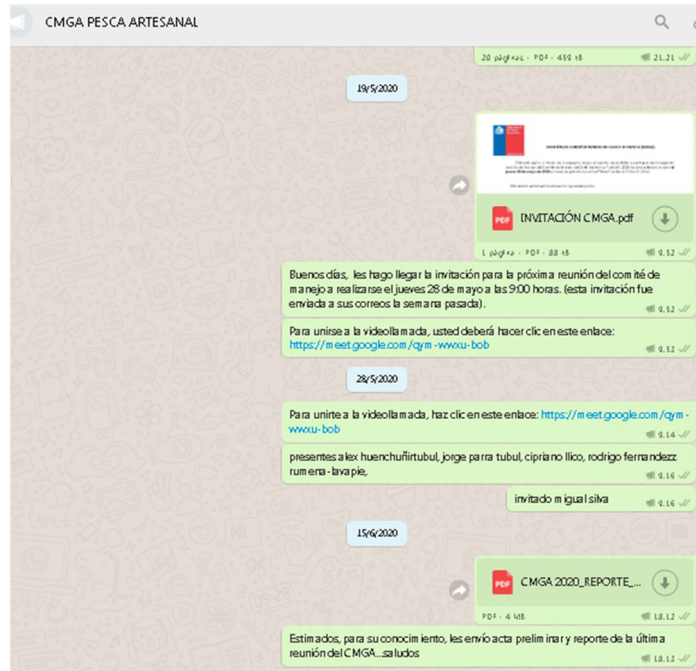 CMGA PESCA ARTESANAL
20 páginas · PDF · 459 kB 21.21
19/5/2020
INVITACIÓN CMGA.pdf
1 página · PDF · 88 kB 9.52
Buenos días, les hago llegar la invitación para la próxima reunión del comité de
manejo a realizarse el jueves 28 de mayo a las 9:00 horas. (esta invitación fue
enviada a sus correos la semana pasada).
9.52
Para unirse a la videollamada, usted deberá hacer clic en este enlace:
https://meet.google.com/qym-wwxu-bob
9.52
28/5/2020
Para unirte a la videollamada, haz clic en este enlace: https://meet.google.com/qym-
wwxu-bob
9.14
presentes alex huenchuñirtubul, jorge parra tubul, cipriano llico, rodrigo fernandezz
rumena-lavapie,
9.16
invitado migual silva 9.16
15/6/2020
CMGA 2020_REPORTE_...
PDF · 4 MB 18.12
Estimados, para su conocimiento, les envío acta preliminar y reporte de la última
reunión del CMGA...saludos
18.12